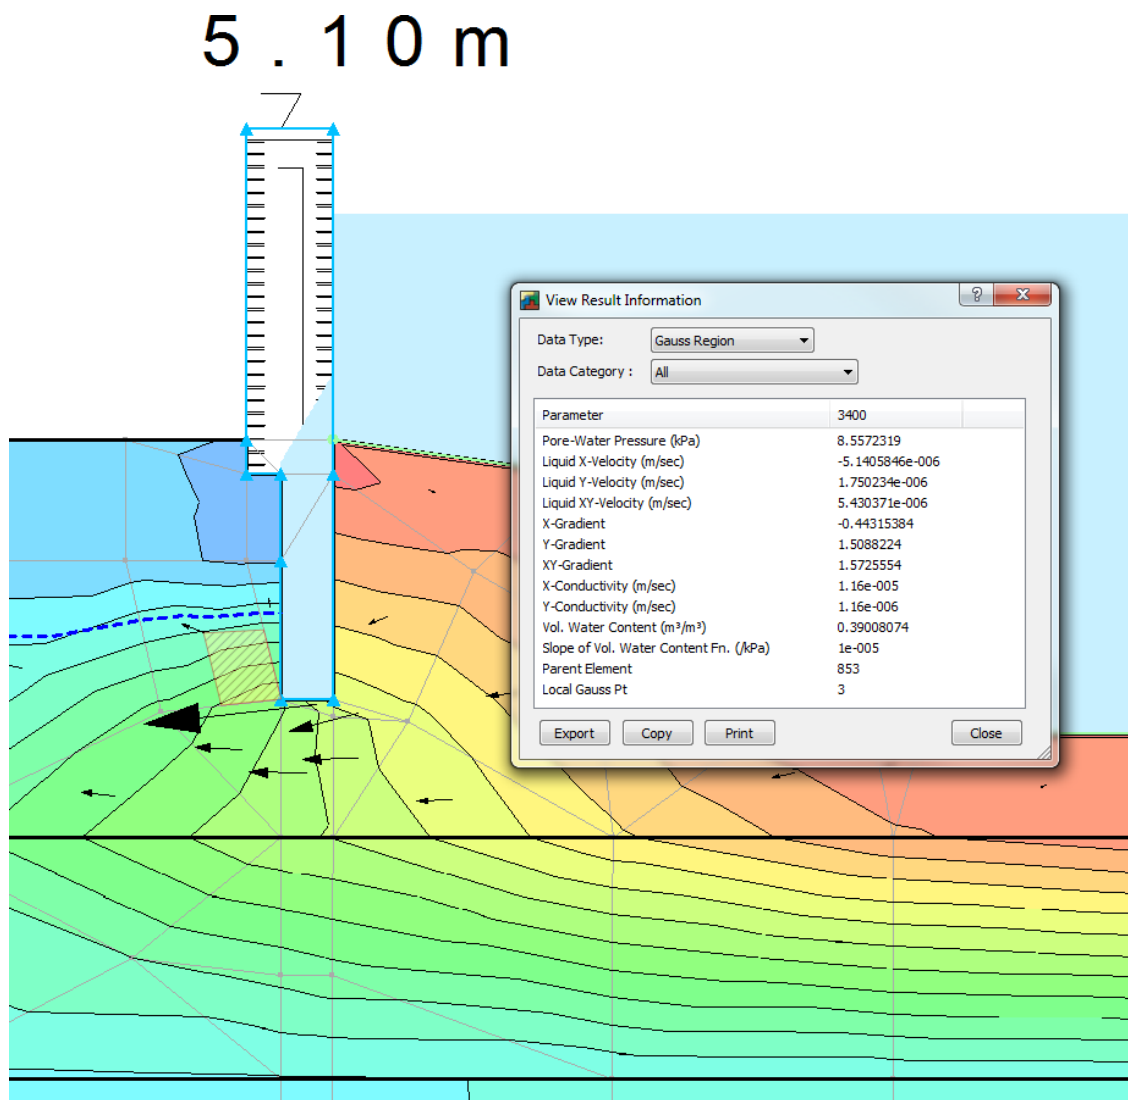 5.10m
View Result Information
Data Type: Gauss Region
Data Category : All
Parameter 3400
Pore-Water Pressure (kPa) 8.5572319
Liquid X-Velocity (m/sec) -5.1405846e-006
Liquid Y-Velocity (m/sec) 1.750234e-006
Liquid XY-Velocity (m/sec) 5.430371e-006
X-Gradient -0.44315384
Y-Gradient 1.5088224
XY-Gradient 1.5725554
X-Conductivity (m/sec) 1.16e-005
Y-Conductivity (m/sec) 1.16e-006
Vol. Water Content (m³/m³) 0.39008074
Slope of Vol. Water Content Fn. (/kPa) 1e-005
Parent Element 853
Local Gauss Pt 3
Export Copy Print Close